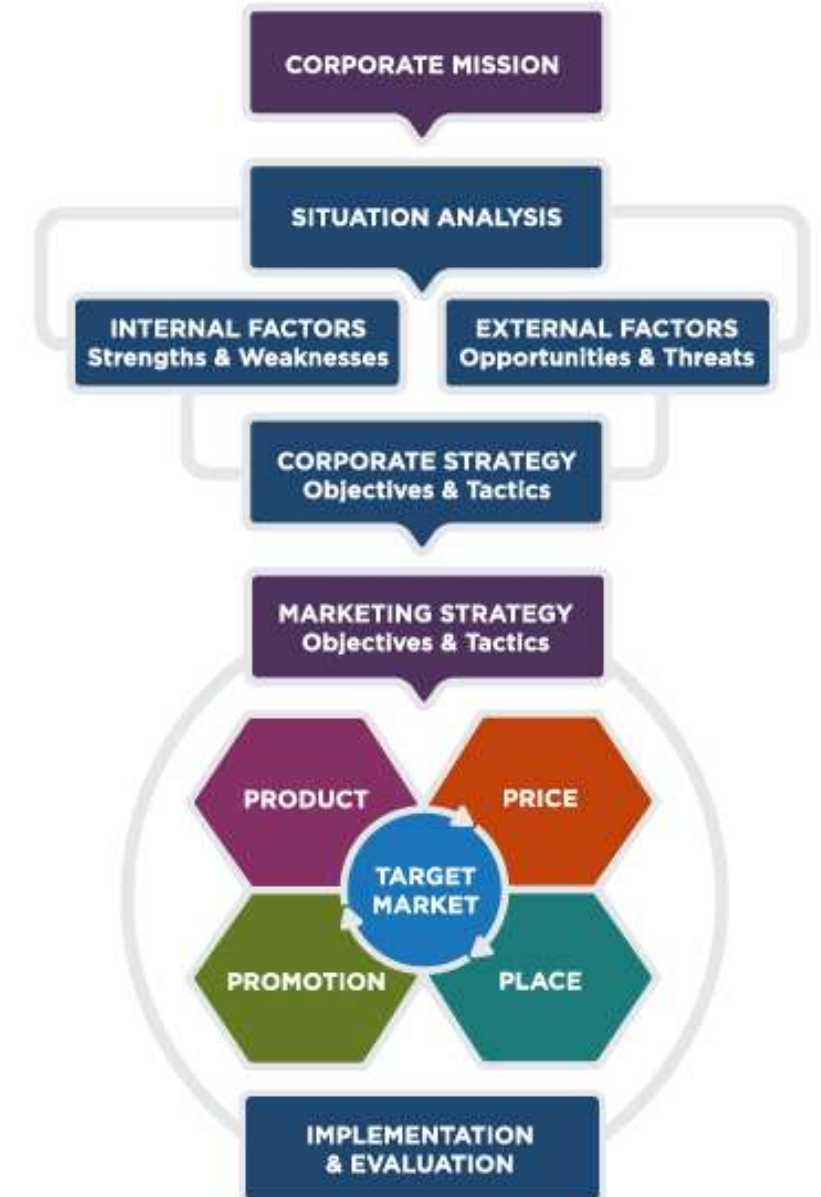 CORPORATE MISSION
SITUATION ANALYSIS
INTERNAL FACTORS
Strengths & Weaknesses
EXTERNAL FACTORS
Opportunities & Threats
CORPORATE STRATEGY
Objectives & Tactics
MARKETING STRATEGY
Objectives & Tactics
PRODUCT
PRICE
TARGET
MARKET
PROMOTION
PLACE
IMPLEMENTATION
& EVALUATION